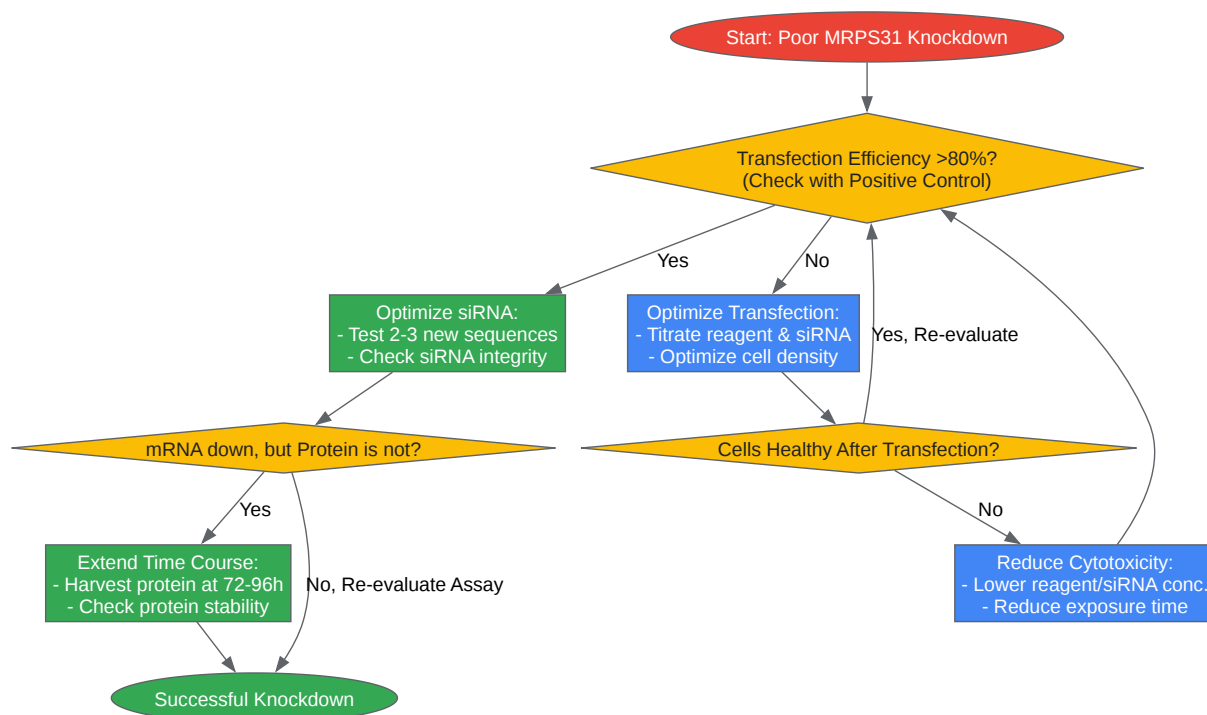 Start: Poor MRPS31 Knockdown
Transfection Efficiency >80%?
(Check with Positive Control)
Yes
No
Optimize siRNA:
- Test 2-3 new sequences
- Check siRNA integrity
Optimize Transfection:
- Titrate reagent & siRNA
- Optimize cell density
Yes, Re-evaluate
mRNA down, but Protein is not?
Cells Healthy After Transfection?
Yes
No
Extend Time Course:
- Harvest protein at 72-96h
- Check protein stability
No, Re-evaluate Assay
Reduce Cytotoxicity:
- Lower reagent/siRNA conc.
- Reduce exposure time
Successful Knockdown